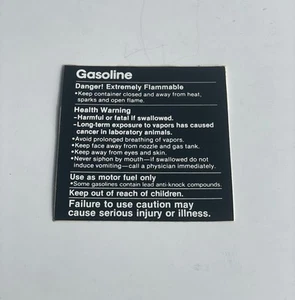 Gasoline
Danger! Extremely Flammable
•Keep container closed and away from heat,
sparks and open flame.
Health Warning
–Harmful or fatal if swallowed.
–Long-term exposure to vapors has caused
cancer in laboratory animals.
•Avoid prolonged breathing of vapors.
•Keep face away from nozzle and gas tank.
•Keep away from eyes and skin.
•Never siphon by mouth—if swallowed do not
induce vomiting—call a physician immediately.
Use as motor fuel only
•Some gasolines contain lead anti-knock compounds.
Keep out of reach of children.
Failure to use caution may
cause serious injury or illness.